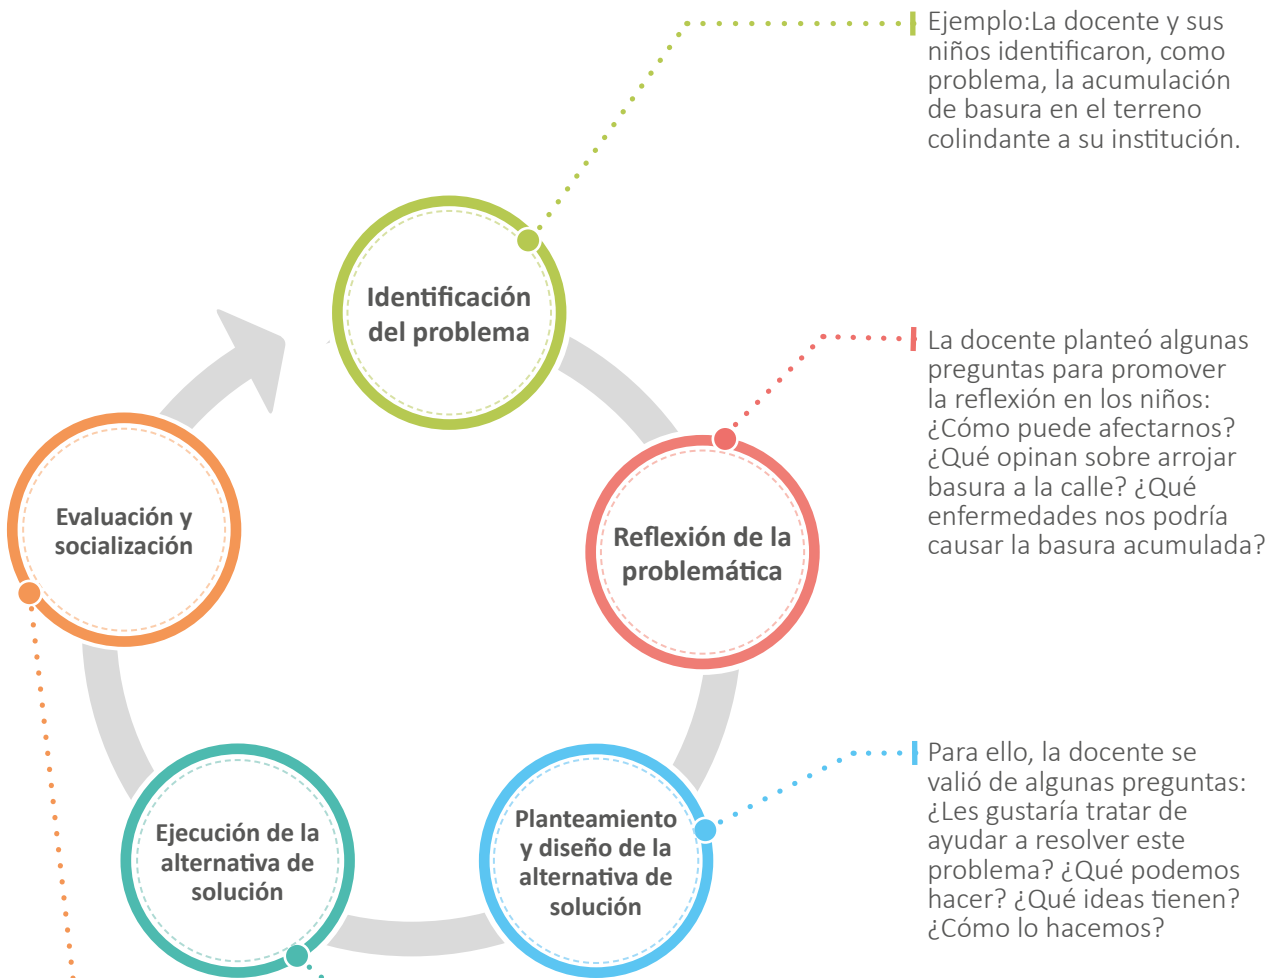 Ejemplo:La docente y sus
niños identificaron, como
problema, la acumulación
de basura en el terreno
colindante a su institución.
Identificación
del problema
La docente planteó algunas
preguntas para promover
la reflexión en los niños:
¿Cómo puede afectarnos?
¿Qué opinan sobre arrojar
basura a la calle? ¿Qué
enfermedades nos podría
causar la basura acumulada?
Reflexión de la
problemática
Para ello, la docente se
valió de algunas preguntas:
¿Les gustaría tratar de
ayudar a resolver este
problema? ¿Qué podemos
hacer? ¿Qué ideas tienen?
¿Cómo lo hacemos?
Planteamiento
y diseño de la
alternativa de
solución
Ejecución de la
alternativa de
solución
Evaluación y
socialización